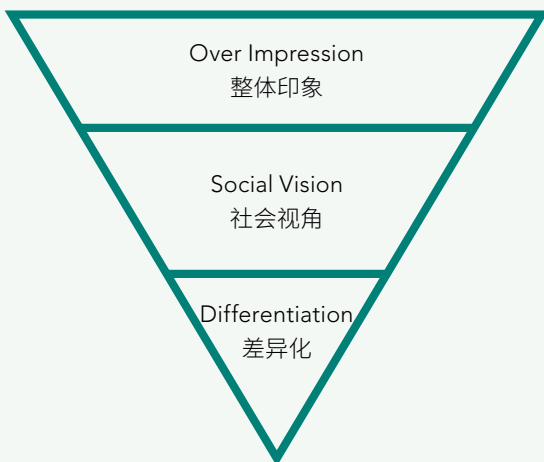 Over Impression
整体印象
Social Vision
社会视角
Differentiation
差异化